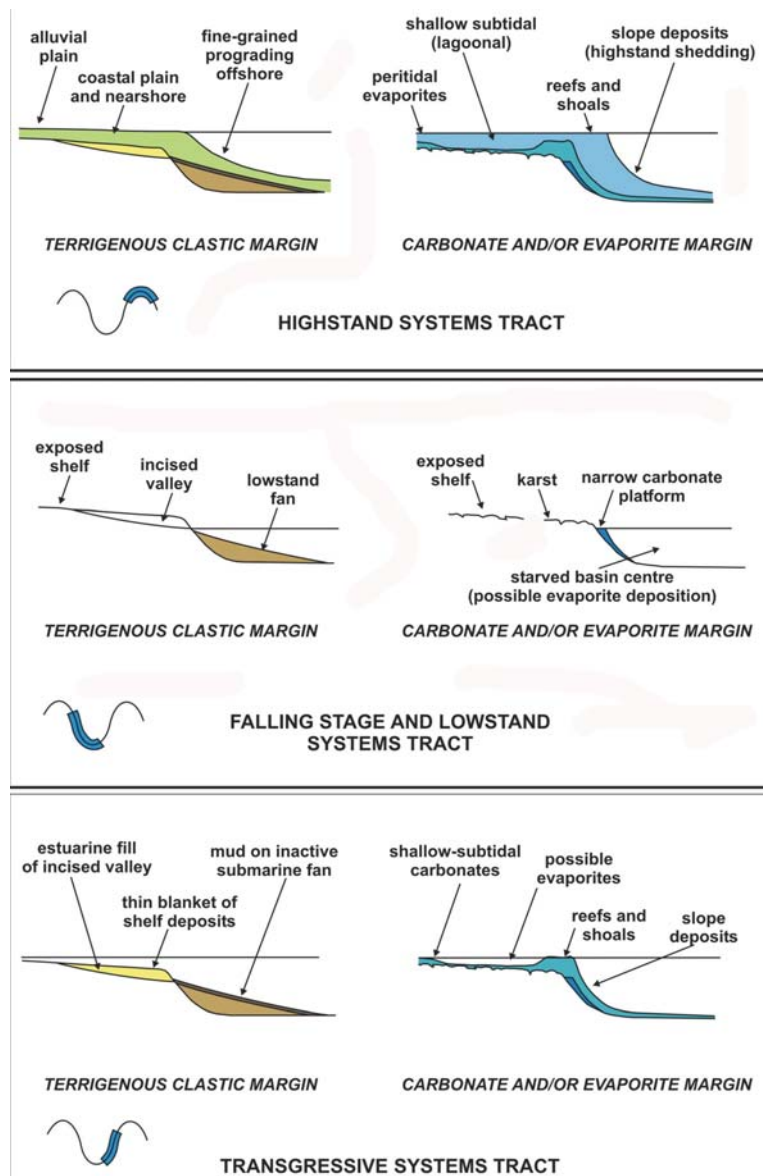 alluvial
plain
coastal plain
and nearshore
fine-grained
prograding
offshore
shallow subtidal
(lagoonal)
peritidal
evaporites
reefs and
shoals
slope deposits
(highstand shedding)
TERRIGENOUS CLASTIC MARGIN
CARBONATE AND/OR EVAPORITE MARGIN
HIGHSTAND SYSTEMS TRACT
exposed
shelf
incised
valley
lowstand
fan
exposed
shelf
karst
narrow carbonate
platform
starved basin centre
(possible evaporite deposition)
TERRIGENOUS CLASTIC MARGIN
CARBONATE AND/OR EVAPORITE MARGIN
FALLING STAGE AND LOWSTAND
SYSTEMS TRACT
estuarine fill
of incised valley
thin blanket of
shelf deposits
mud on inactive
submarine fan
shallow-subtidal
carbonates
possible
evaporites
reefs and
shoals
slope
deposits
TERRIGENOUS CLASTIC MARGIN
CARBONATE AND/OR EVAPORITE MARGIN
TRANSGRESSIVE SYSTEMS TRACT